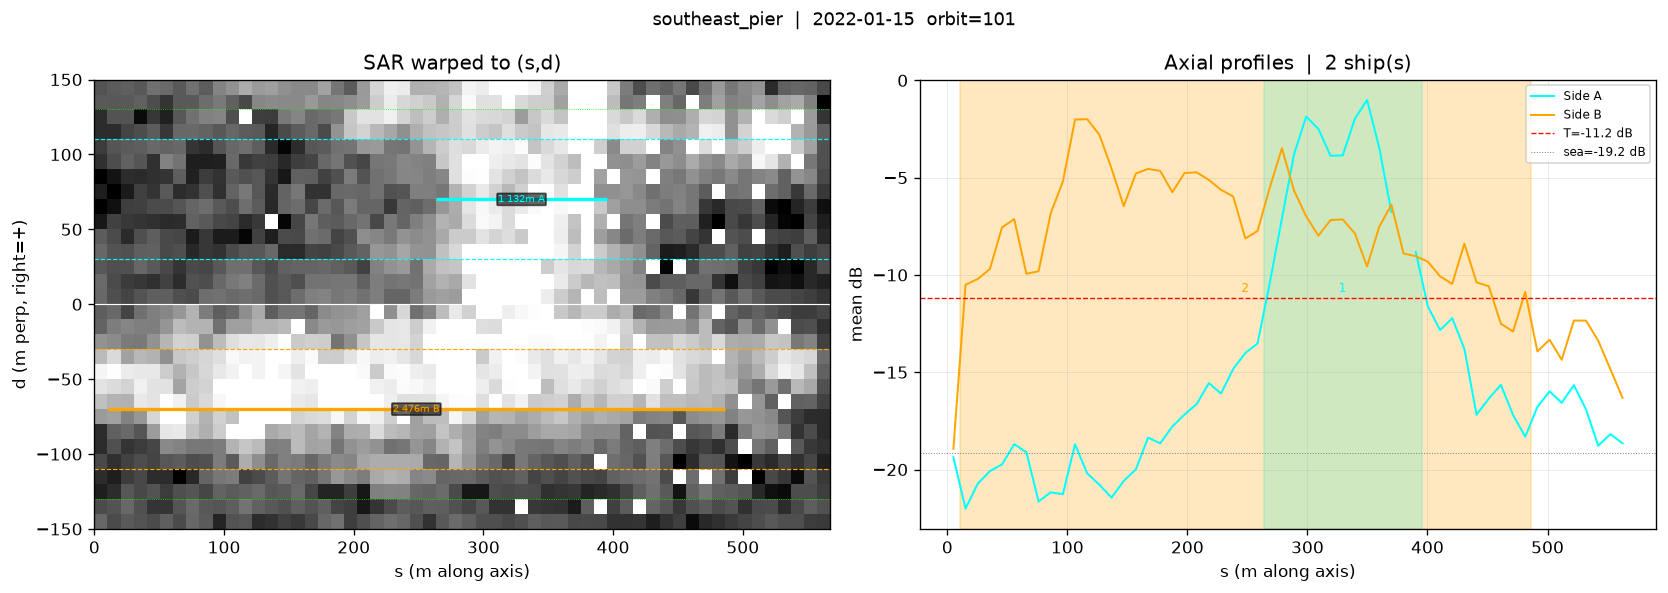 southeast_pier  |  2022-01-15  orbit=101
SAR warped to (s,d)
150
100
50
0
−50
−100
−150
d (m perp, right=+)
1 132m A
2 476m B
0 100 200 300 400 500
s (m along axis)
Axial profiles  |  2 ship(s)
0
−5
−10
−15
−20
mean dB
Side A
Side B
T=-11.2 dB
sea=-19.2 dB
2 1
0 100 200 300 400 500
s (m along axis)